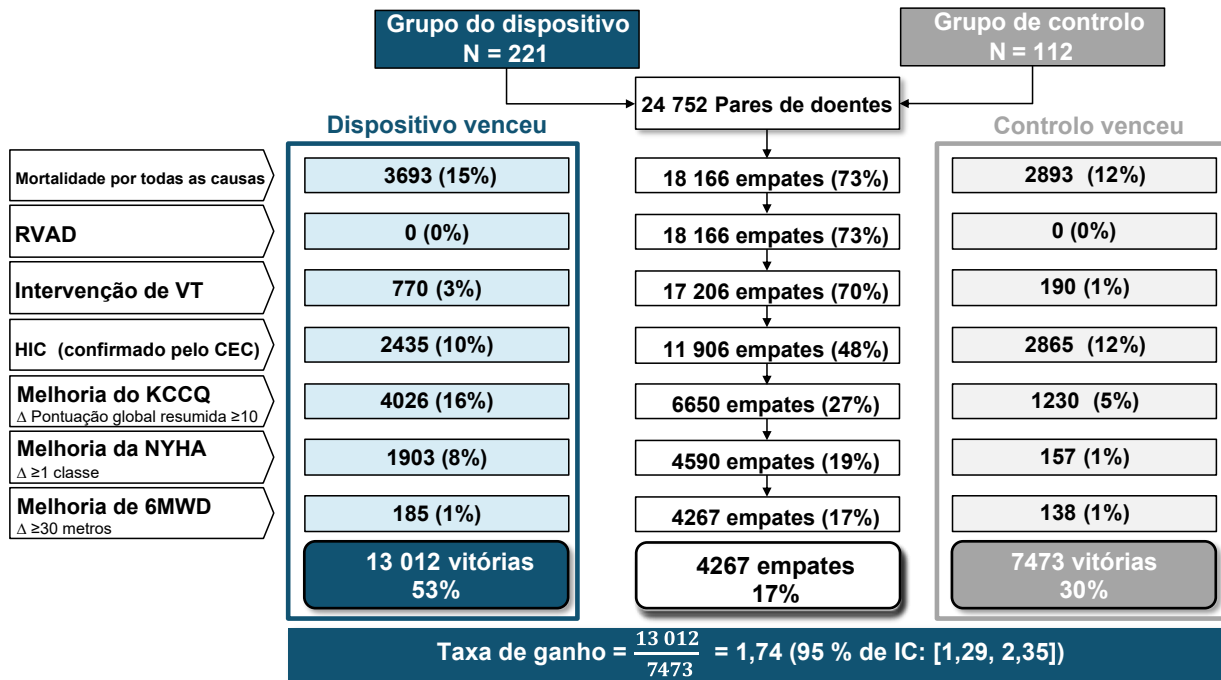 Grupo do dispositivo
N = 221
Grupo de controlo
N = 112
24 752 Pares de doentes
Dispositivo venceu
Controlo venceu
Mortalidade por todas as causas
3693 (15%)
18 166 empates (73%)
2893 (12%)
RVAD
0 (0%)
18 166 empates (73%)
0 (0%)
Intervenção de VT
770 (3%)
17 206 empates (70%)
190 (1%)
HIC (confirmado pelo CEC)
2435 (10%)
11 906 empates (48%)
2865 (12%)
Melhoria do KCCQ
Δ Pontuação global resumida ≥10
4026 (16%)
6650 empates (27%)
1230 (5%)
Melhoria da NYHA
Δ ≥1 classe
1903 (8%)
4590 empates (19%)
157 (1%)
Melhoria de 6MWD
Δ ≥30 metros
185 (1%)
4267 empates (17%)
138 (1%)
13 012 vitórias
53%
4267 empates
17%
7473 vitórias
30%
Taxa de ganho = 13 012 / 7473 = 1,74 (95 % de IC: [1,29, 2,35])